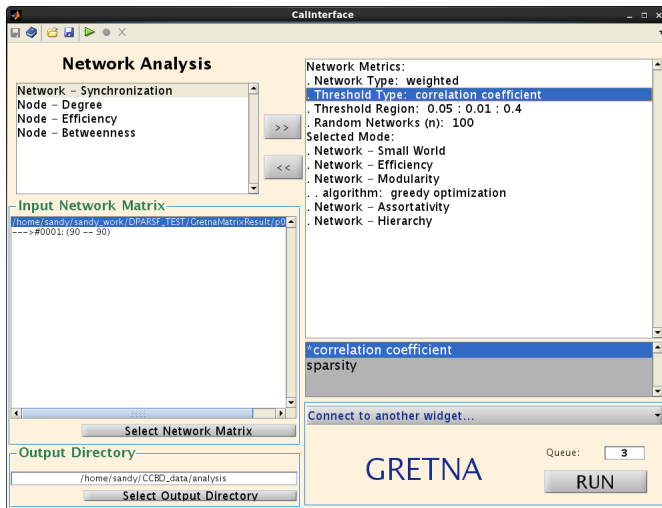 CalInterface
Network Analysis
Network - Synchronization
Node - Degree
Node - Efficiency
Node - Betweenness
>>
<<
Network Metrics:
. Network Type: weighted
. Threshold Type: correlation coefficient
. Threshold Region: 0.05 : 0.01 : 0.4
. Random Networks (n): 100
Selected Mode:
. Network - Small World
. Network - Efficiency
. Network - Modularity
. . algorithm: greedy optimization
. Network - Assortativity
. Network - Hierarchy
Input Network Matrix
/home/sandy/sandy_work/DPARSF_TEST/GretnaMatrixResult/p0
--->#0001: (90 -- 90)
Select Network Matrix
*correlation coefficient
sparsity
Connect to another widget...
Output Directory
/home/sandy/CCBD_data/analysis
Select Output Directory
GRETNA
Queue: 3
RUN